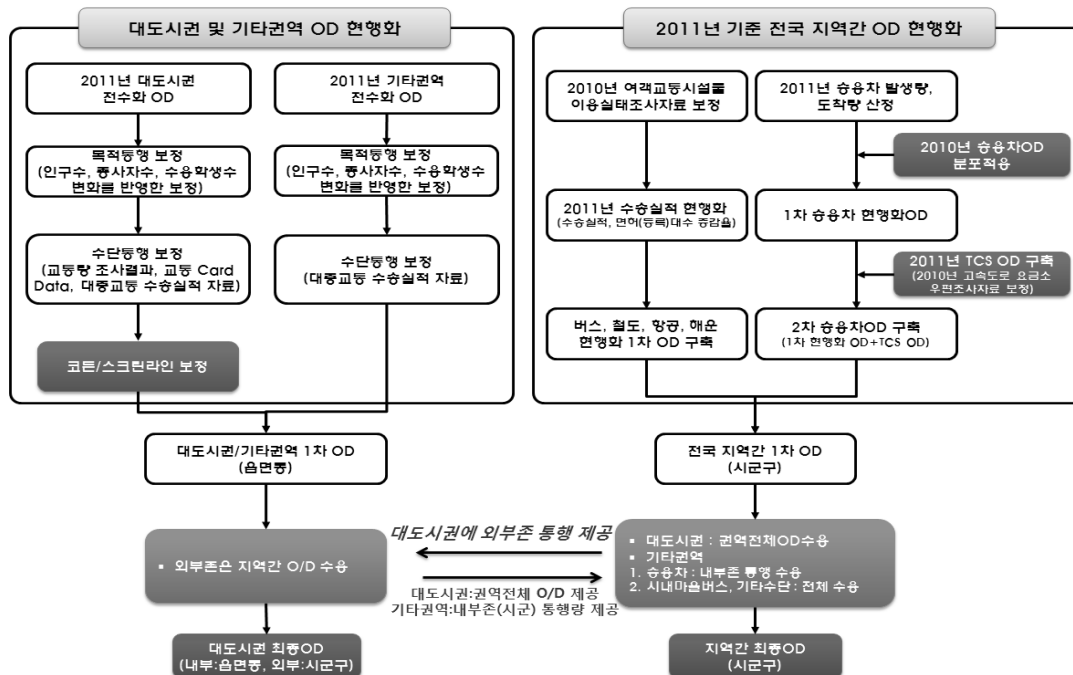 대도시권 및 기타권역 OD 현행화
2011년 대도시권
전수화 OD
2011년 기타권역
전수화 OD
목적통행 보정
(인구수, 종사자수, 수용학생수
변화를 반영한 보정)
목적통행 보정
(인구수, 종사자수, 수용학생수
변화를 반영한 보정)
수단통행 보정
(교통량 조사결과, 교통 Card
Data, 대중교통 수송실적 자료)
수단통행 보정
(대중교통 수송실적 자료)
코든/스크린라인 보정
대도시권/기타권역 1차 OD
(읍면동)
▪ 외부존은 지역간 O/D 수용
대도시권 최종OD
(내부:읍면동, 외부:시군구)
2011년 기준 전국 지역간 OD 현행화
2010년 여객교통시설물
이용실태조사자료 보정
2011년 승용차 발생량,
도착량 산정
2010년 승용차OD
분포적용
2011년 수송실적 현행화
(수송실적, 면허(등록)대수 증감율)
1차 승용차 현행화OD
2011년 TCS OD 구축
(2010년 고속도로 요금소
우편조사자료 보정)
버스, 철도, 항공, 해운
현행화 1차 OD 구축
2차 승용차OD 구축
(1차 현행화 OD+TCS OD)
전국 지역간 1차 OD
(시군구)
대도시권에 외부존 통행 제공
대도시권:권역전체 O/D 제공
기타권역:내부존(시군) 통행량 제공
▪ 대도시권 : 권역전체OD수용
▪ 기타권역
1. 승용차 : 내부존 통행 수용
2. 시내마을버스, 기타수단 : 전체 수용
지역간 최종OD
(시군구)